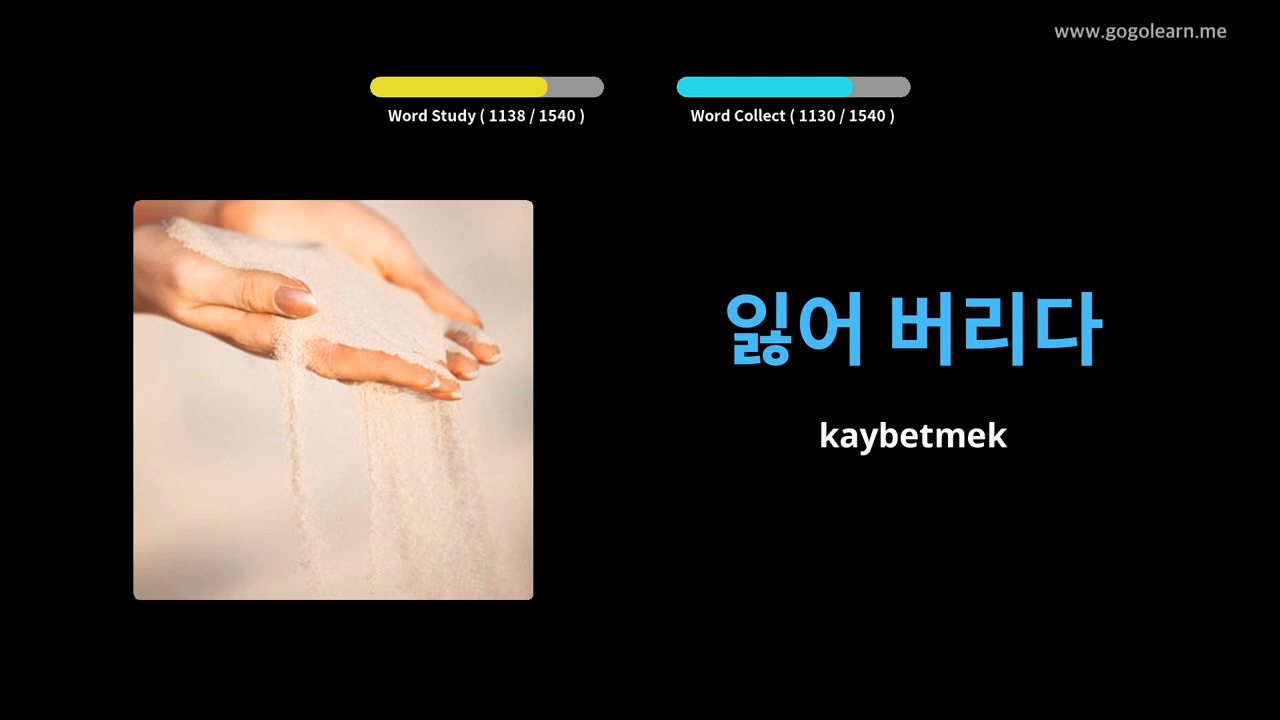 www.gogolearn.me
Word Study ( 1138 / 1540 )
Word Collect ( 1130 / 1540 )
잃어 버리다
kaybetmek